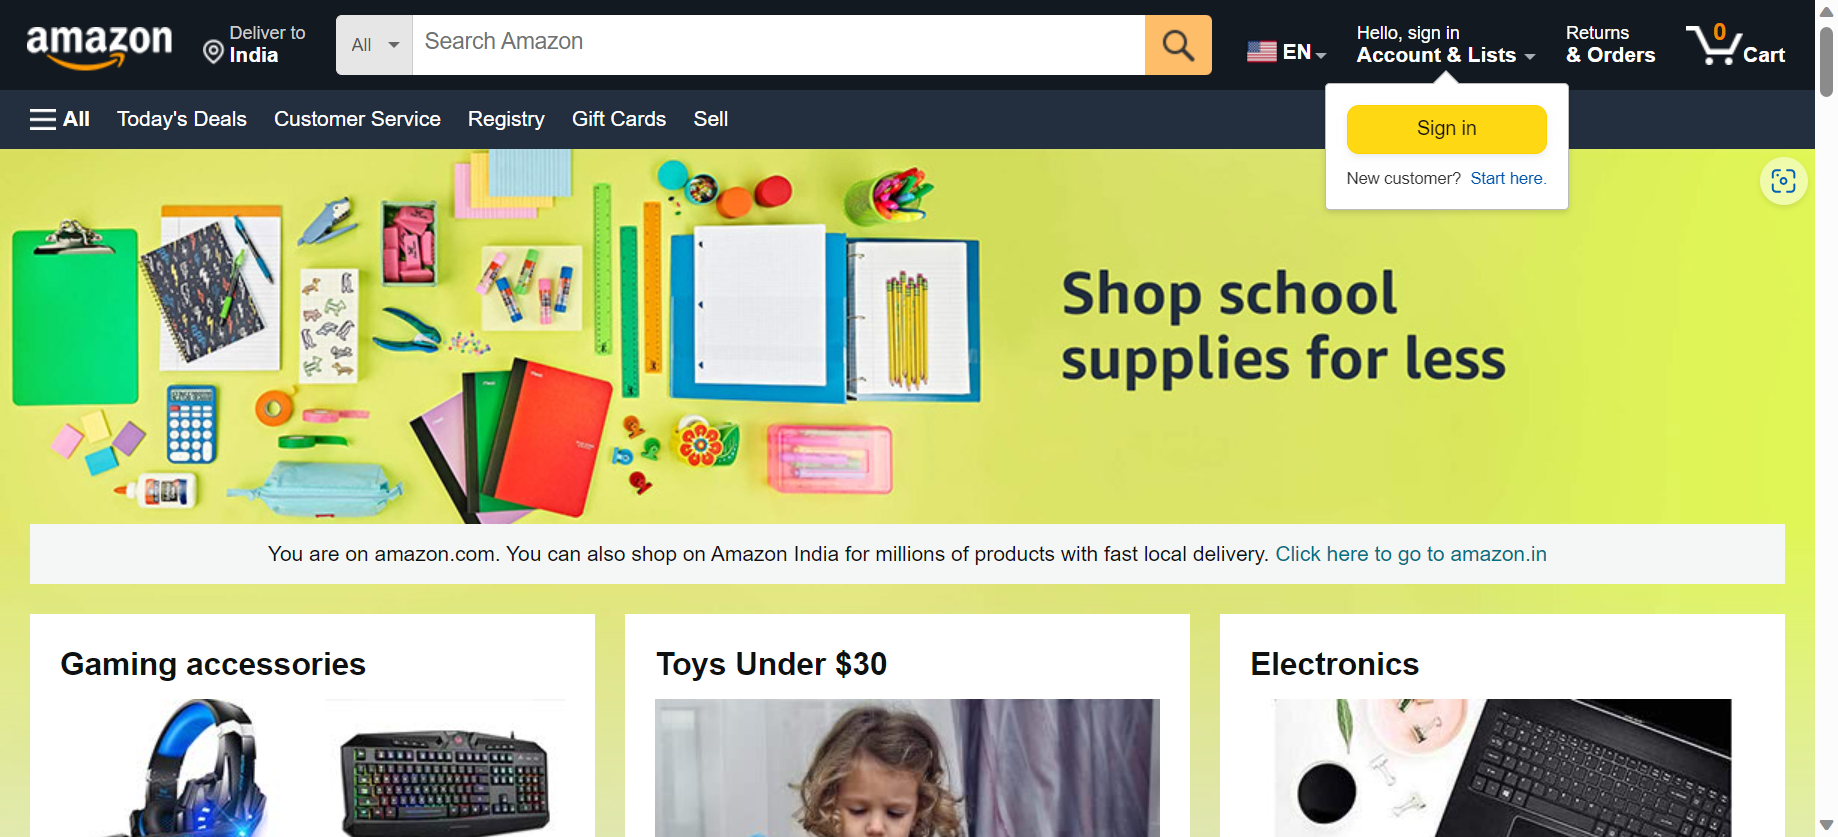 amazon
Deliver to
India
All
Search Amazon
EN
Hello, sign in
Account & Lists
Returns
& Orders
0
Cart
All
Today's Deals
Customer Service
Registry
Gift Cards
Sell
Sign in
New customer? Start here.
Shop school
supplies for less
You are on amazon.com. You can also shop on Amazon India for millions of products with fast local delivery. Click here to go to amazon.in
Gaming accessories
Toys Under $30
Electronics